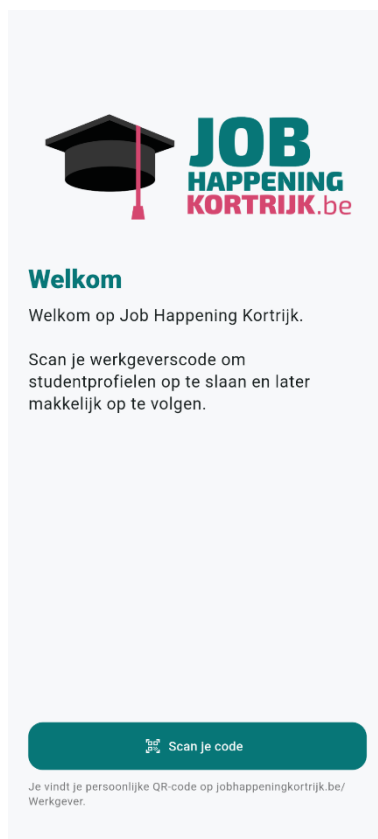 JOB
HAPPENING
KORTRIJK.be
Welkom
Welkom op Job Happening Kortrijk.
Scan je werkgeverscode om
studentprofielen op te slaan en later
makkelijk op te volgen.
Scan je code
Je vindt je persoonlijke QR-code op jobhappeningkortrijk.be/
Werkgever.